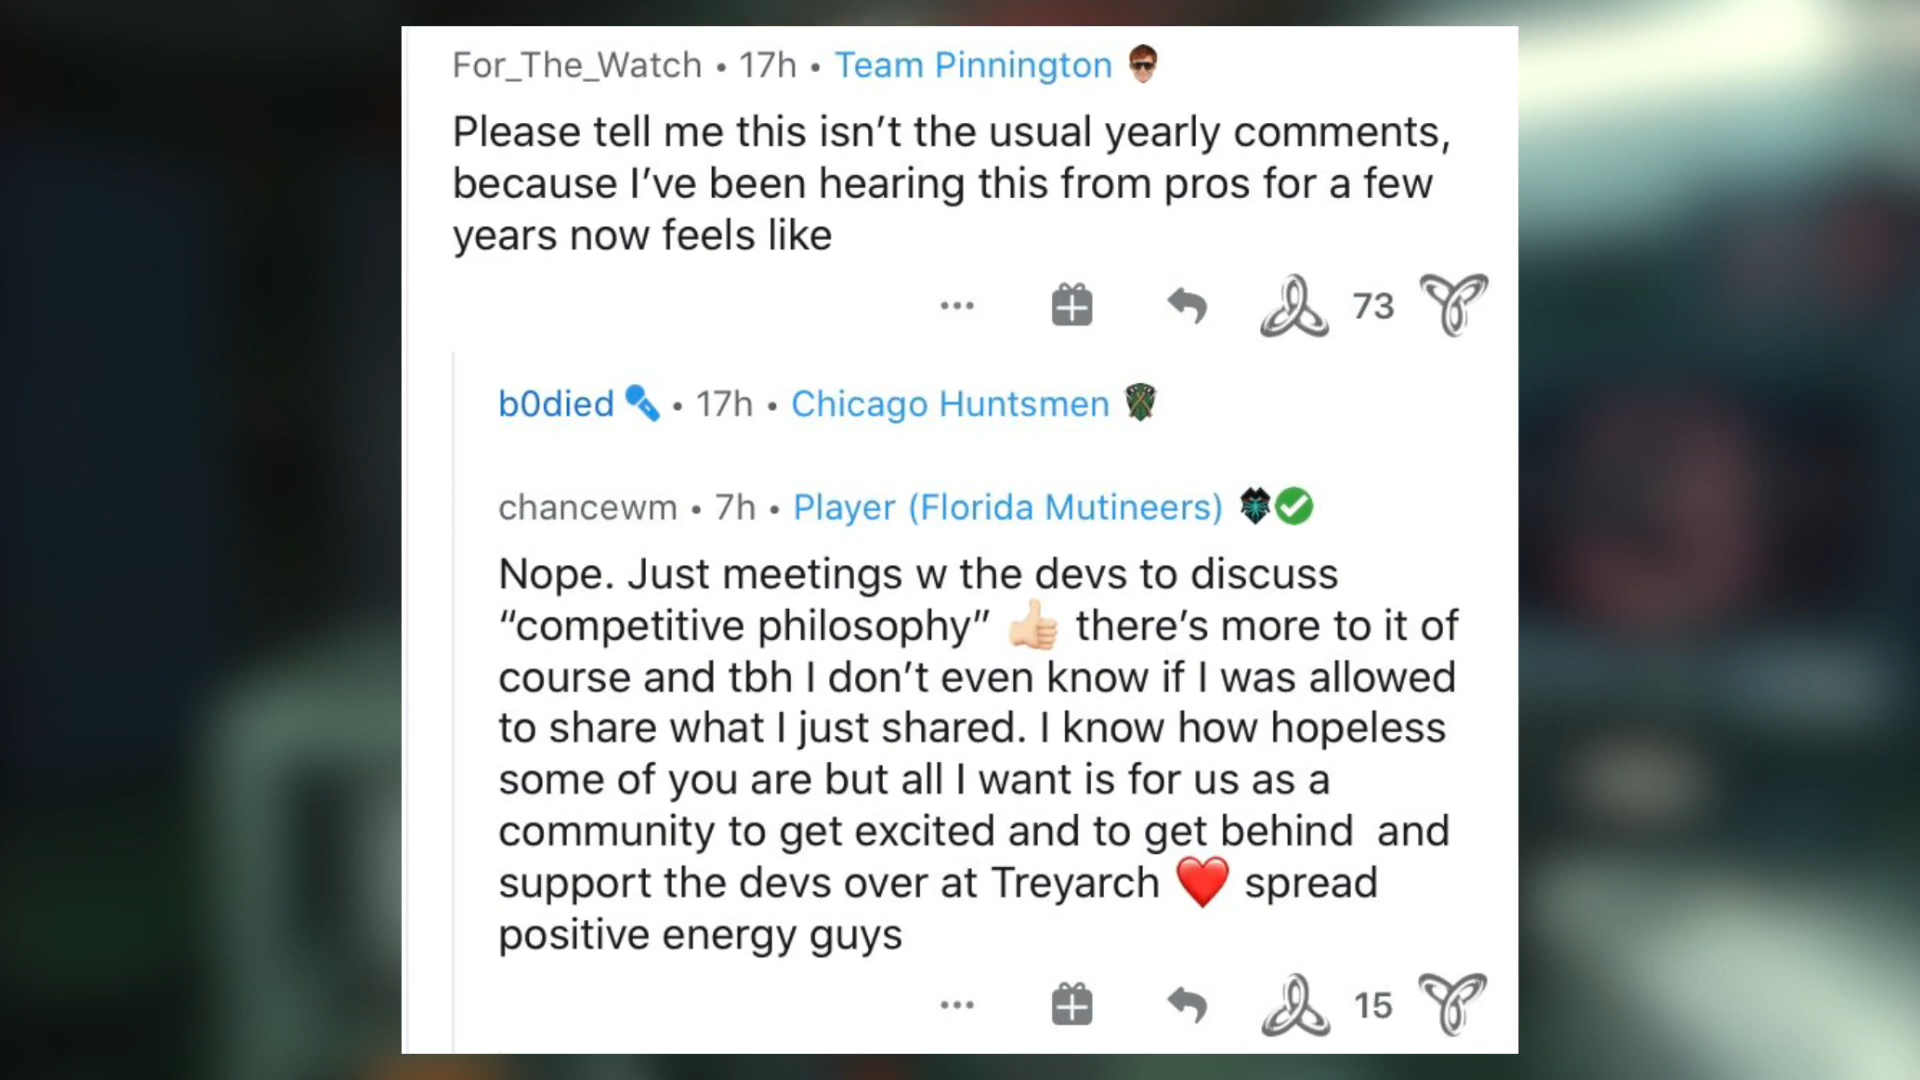 For_The_Watch • 17h • Team Pinnington
Please tell me this isn’t the usual yearly comments,
because I’ve been hearing this from pros for a few
years now feels like
73
b0died • 17h • Chicago Huntsmen
chancewm • 7h • Player (Florida Mutineers)
Nope. Just meetings w the devs to discuss
“competitive philosophy” 👍🏻 there’s more to it of
course and tbh I don’t even know if I was allowed
to share what I just shared. I know how hopeless
some of you are but all I want is for us as a
community to get excited and to get behind  and
support the devs over at Treyarch ❤️ spread
positive energy guys
15